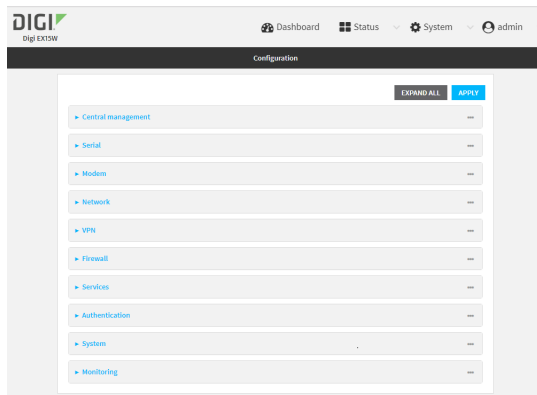 DIGI
Digi EX15W
Dashboard Status System admin
Configuration
EXPAND ALL APPLY
Central management
Serial
Modem
Network
VPN
Firewall
Services
Authentication
System
Monitoring